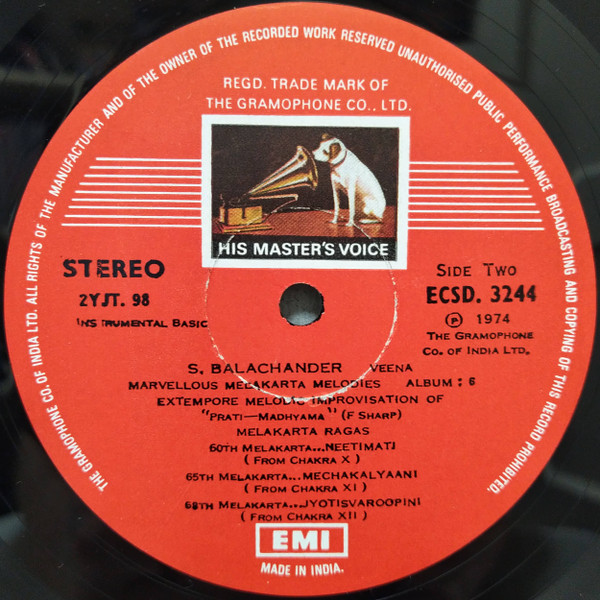 THE GRAMOPHONE CO. OF INDIA LTD. ALL RIGHTS OF THE MANUFACTURER AND OF THE OWNER OF THE RECORDED WORK RESERVED UNAUTHORISED PUBLIC PERFORMANCE BROADCASTING AND COPYING OF THIS RECORD PROHIBITED.
REGD. TRADE MARK OF
THE GRAMOPHONE CO., LTD.
HIS MASTER'S VOICE
STEREO
2YJT. 98
INSTRUMENTAL BASIC
SIDE TWO
ECSD. 3244
Ⓟ 1974
THE GRAMOPHONE
CO. OF INDIA LTD.
S. BALACHANDER VEENA
MARVELLOUS MELAKARTA MELODIES ALBUM : 6
EXTEMPORE MELODIC IMPROVISATION OF
"PRATI—MADHYAMA" (F SHARP)
MELAKARTA RAGAS
60TH MELAKARTA...NEETIMATI
( FROM CHAKRA X )
65TH MELAKARTA...MECHAKALYAANI
( FROM CHAKRA XI )
68TH MELAKARTA...JYOTISVAROOPINI
( FROM CHAKRA XII )
EMI
MADE IN INDIA.